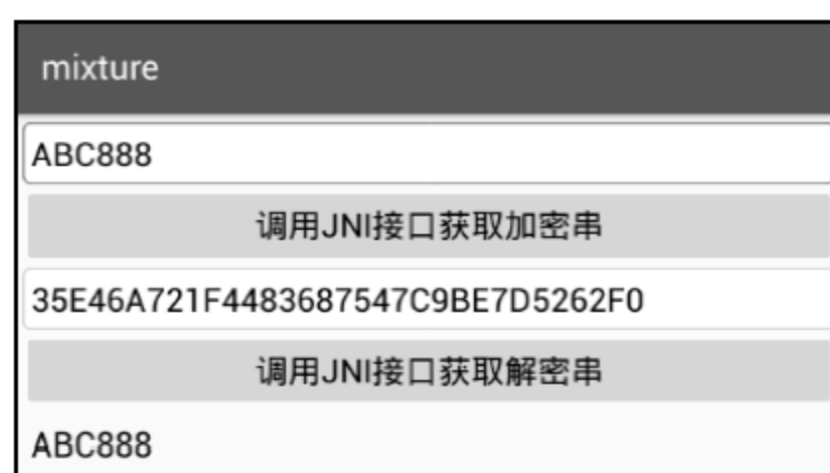 mixture
ABC888
调用JNI接口获取加密串
35E46A721F4483687547C9BE7D5262F0
调用JNI接口获取解密串
ABC888